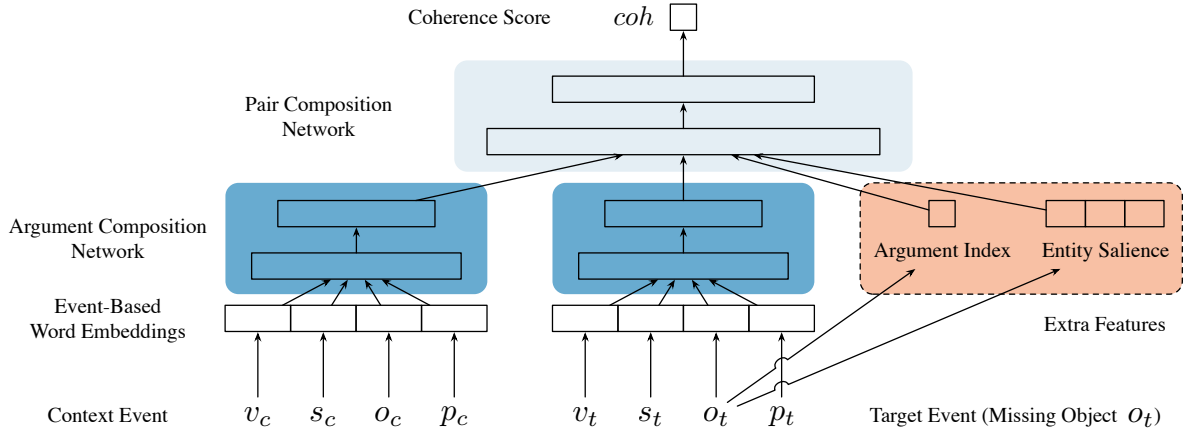 Coherence Score coh
Pair Composition
Network
Argument Composition
Network
Argument Index Entity Salience
Event-Based
Word Embeddings
Extra Features
Context Event v_c s_c o_c p_c v_t s_t o_t p_t Target Event (Missing Object o_t)